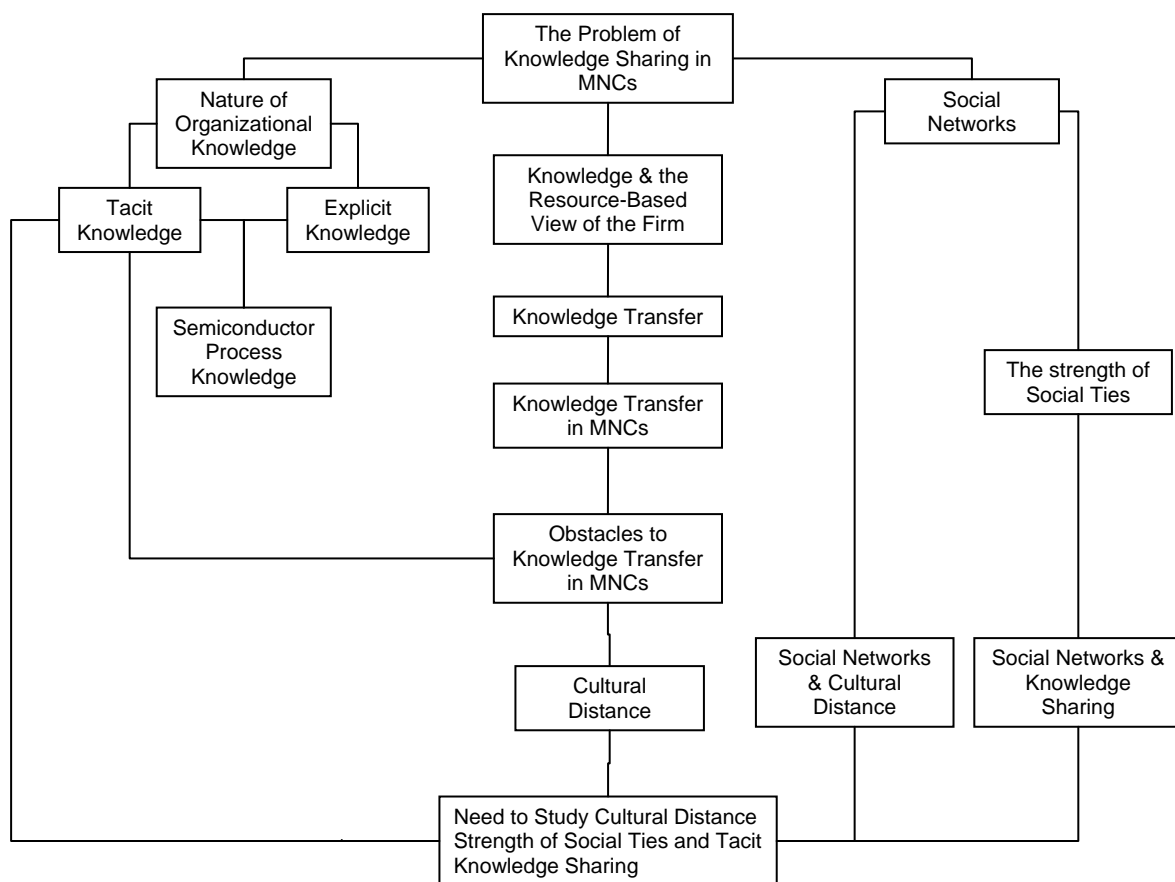 The Problem of
Knowledge Sharing in
MNCs
Nature of
Organizational
Knowledge
Social
Networks
Knowledge & the
Resource-Based
View of the Firm
Tacit
Knowledge
Explicit
Knowledge
Semiconductor
Process
Knowledge
Knowledge Transfer
The strength of
Social Ties
Knowledge Transfer
in MNCs
Obstacles to
Knowledge Transfer
in MNCs
Cultural
Distance
Social Networks
& Cultural
Distance
Social Networks &
Knowledge
Sharing
Need to Study Cultural Distance
Strength of Social Ties and Tacit
Knowledge Sharing